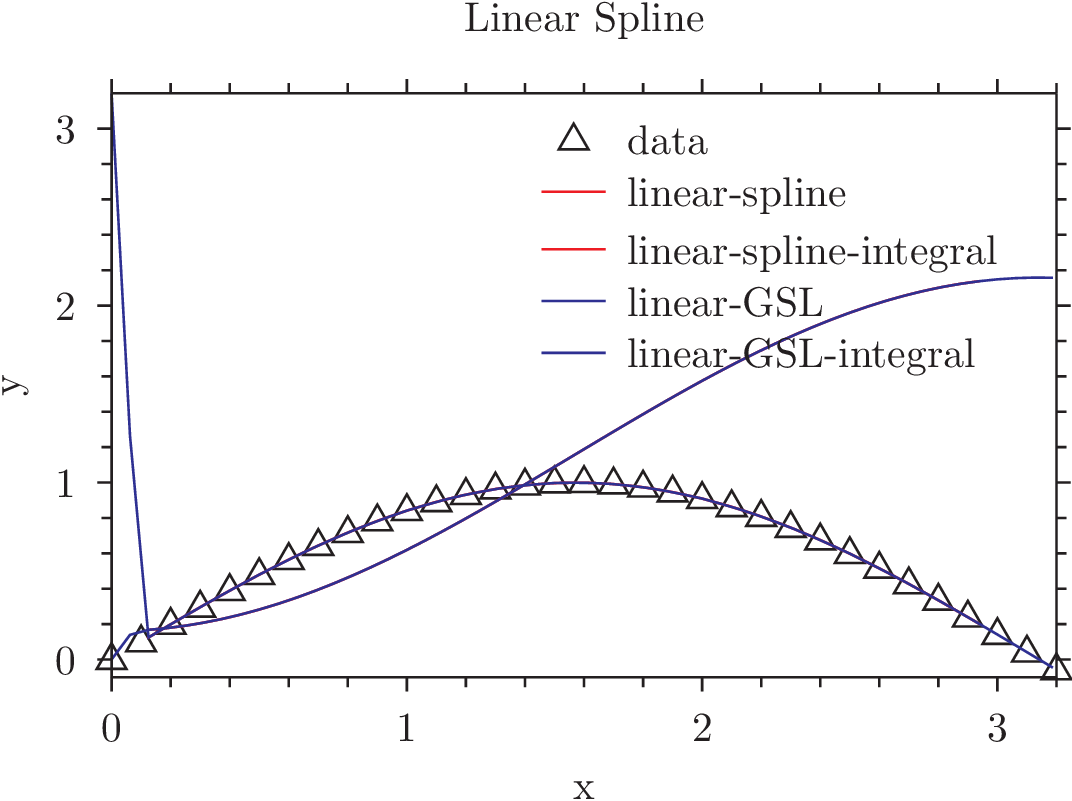 Linear Spline
3
2
1
0
y
data
linear-spline
linear-spline-integral
linear-GSL
linear-GSL-integral
0 1 2 3
x